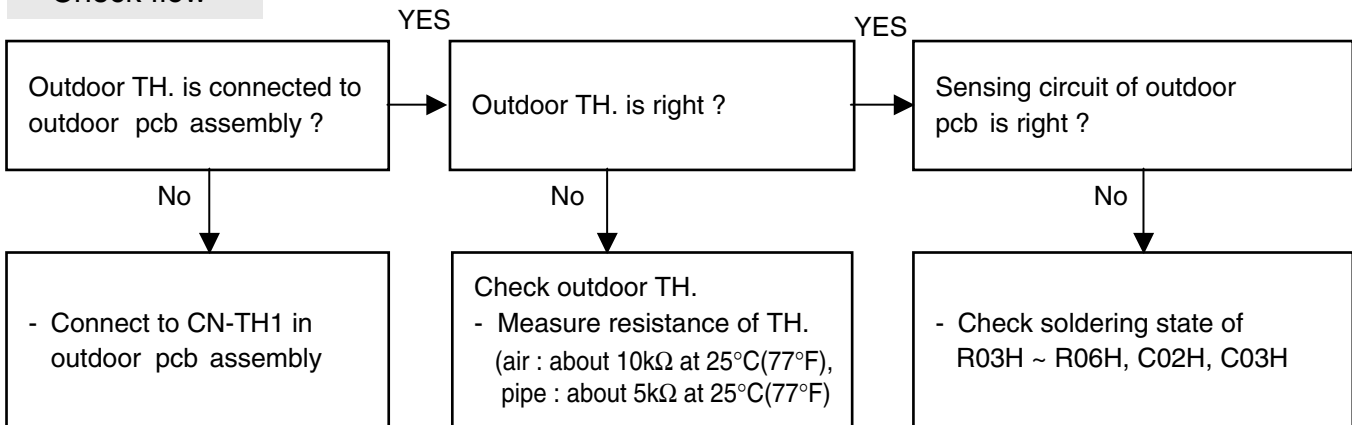 YES
YES
Outdoor TH. is connected to
outdoor pcb assembly ?
Outdoor TH. is right ?
Sensing circuit of outdoor
pcb is right ?
No
No
No
- Connect to CN-TH1 in
outdoor pcb assembly
Check outdoor TH.
- Measure resistance of TH.
(air : about 10kΩ at 25°C(77°F),
pipe : about 5kΩ at 25°C(77°F)
- Check soldering state of
R03H ~ R06H, C02H, C03H